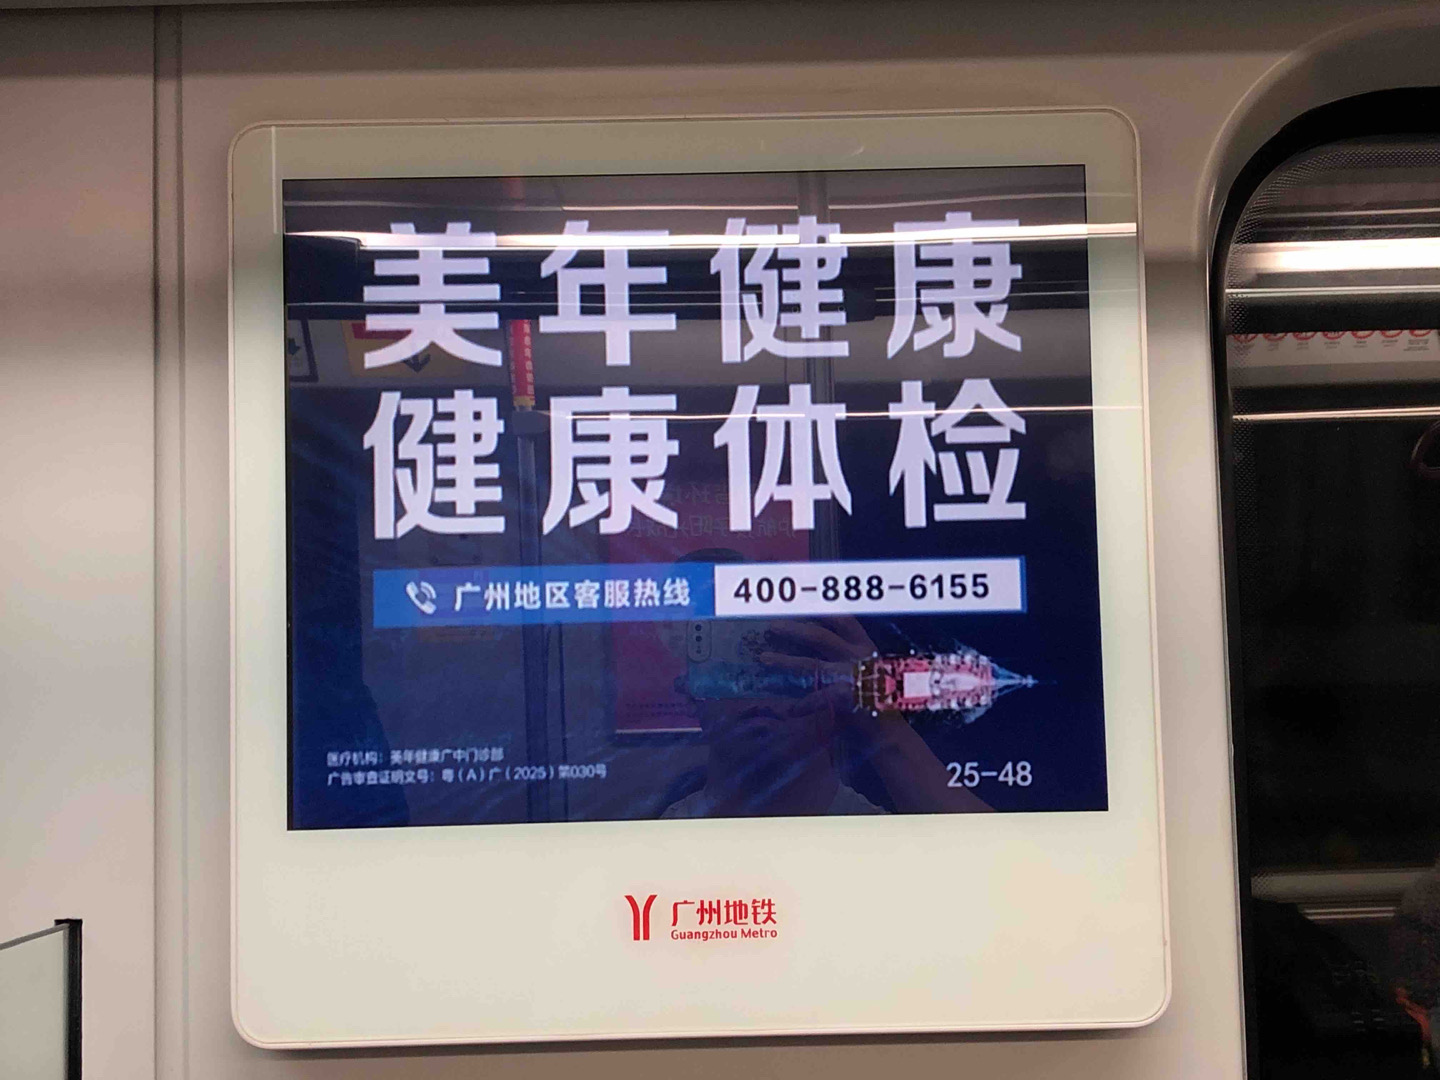 美年健康
健康体检
广州地区客服热线 400-888-6155
医疗机构：美年健康广中门诊部
广告审查证明文号：粤（A）广（2025）第030号
25-48
广州地铁
Guangzhou Metro